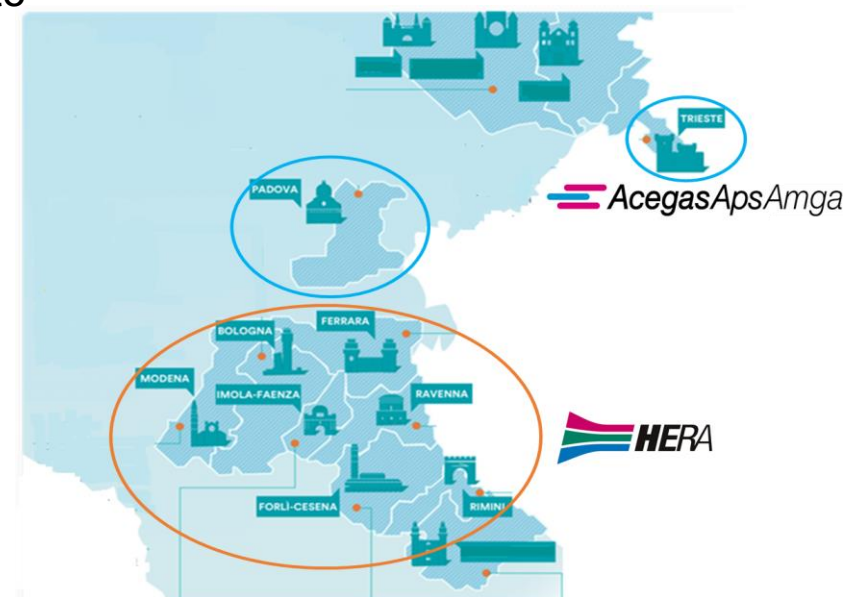 TRIESTE
PADOVA
AcegasApsAmga
FERRARA
BOLOGNA
MODENA
IMOLA-FAENZA
RAVENNA
HERA
FORLÌ-CESENA
RIMINI